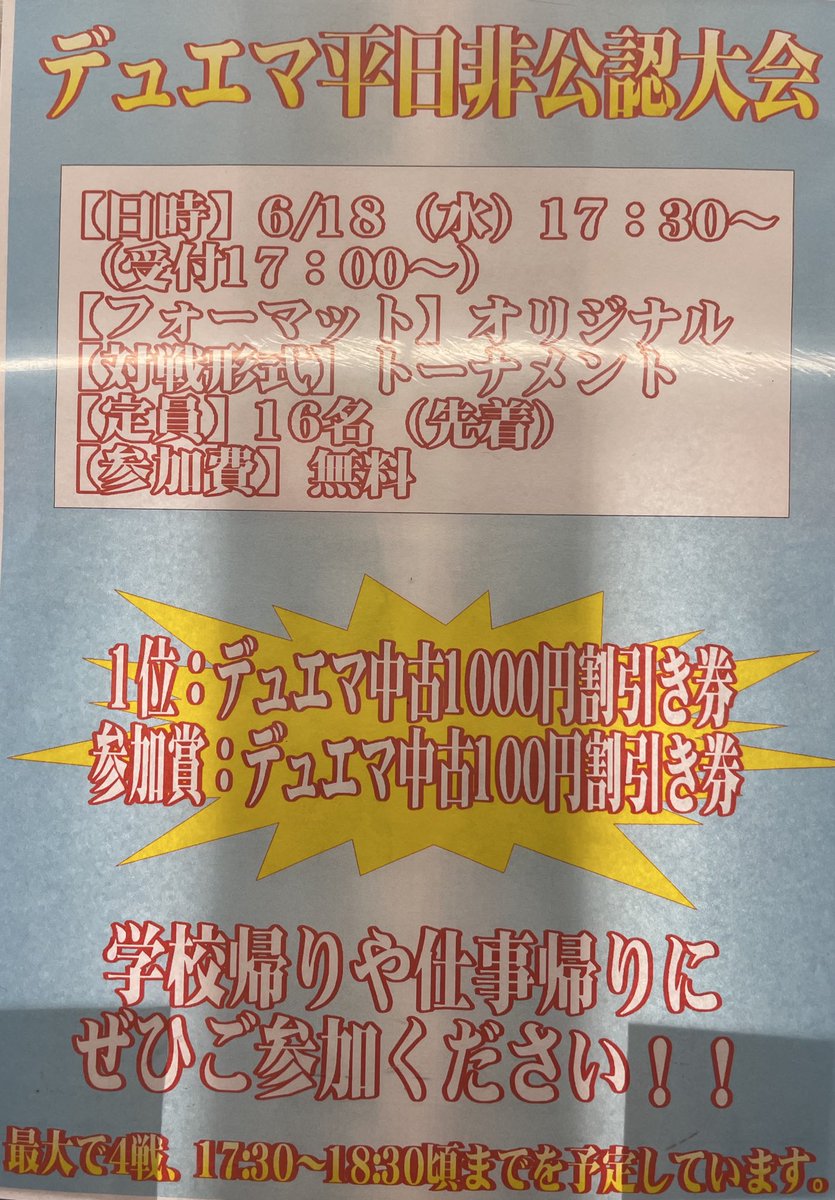 デュエマ平日非公認大会
【日時】6/18（水）17：30～
（受付17：00～）
【フォーマット】オリジナル
【対戦形式】トーナメント
【定員】16名（先着）
【参加費】無料
1位：デュエマ中古1000円割引き券
参加賞：デュエマ中古100円割引き券
学校帰りや仕事帰りに
ぜひご参加ください！！
最大で4戦、17:30～18:30頃までを予定しています。